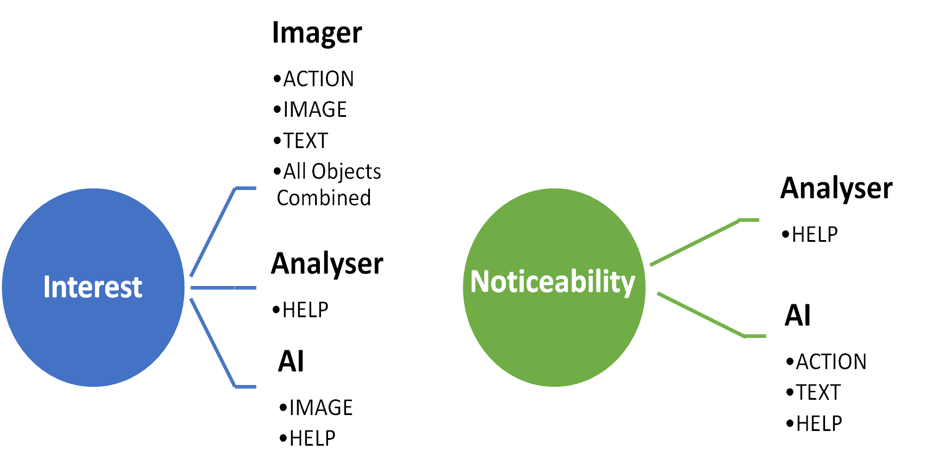 Interest
Imager
•ACTION
•IMAGE
•TEXT
•All Objects
Combined
Analyser
•HELP
AI
•IMAGE
•HELP
Noticeability
Analyser
•HELP
AI
•ACTION
•TEXT
•HELP